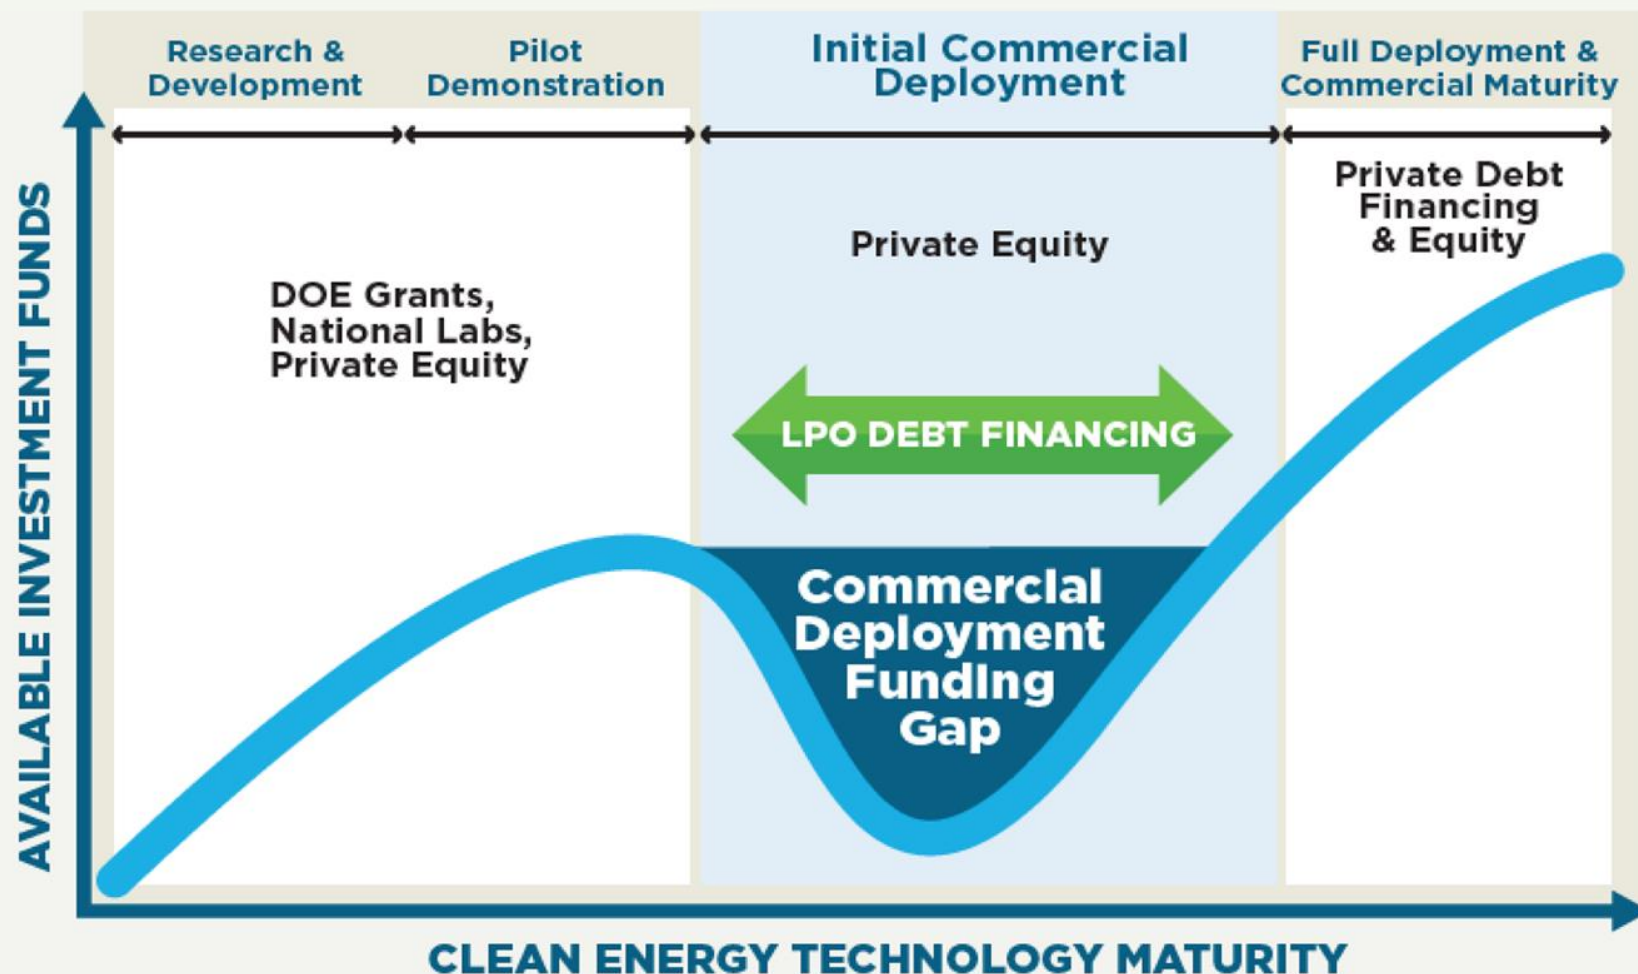 Research &
Development
Pilot
Demonstration
Initial Commercial
Deployment
Full Deployment &
Commercial Maturity
AVAILABLE INVESTMENT FUNDS
DOE Grants,
National Labs,
Private Equity
Private Equity
Private Debt
Financing
& Equity
LPO DEBT FINANCING
Commercial
Deployment
Funding
Gap
CLEAN ENERGY TECHNOLOGY MATURITY